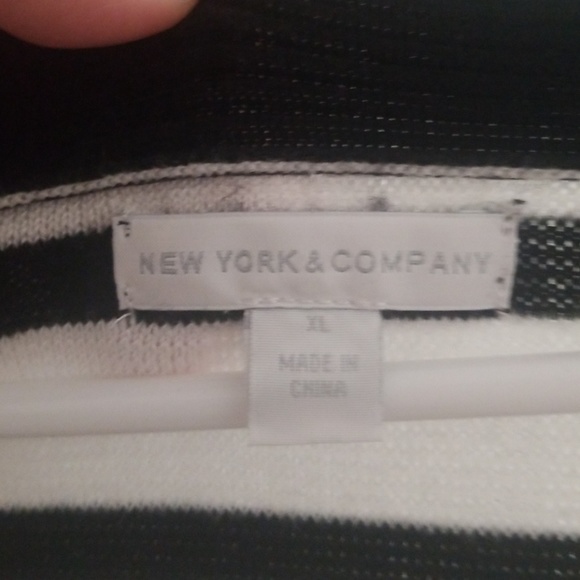 NEW YORK & COMPANY
XL
MADE IN
CHINA